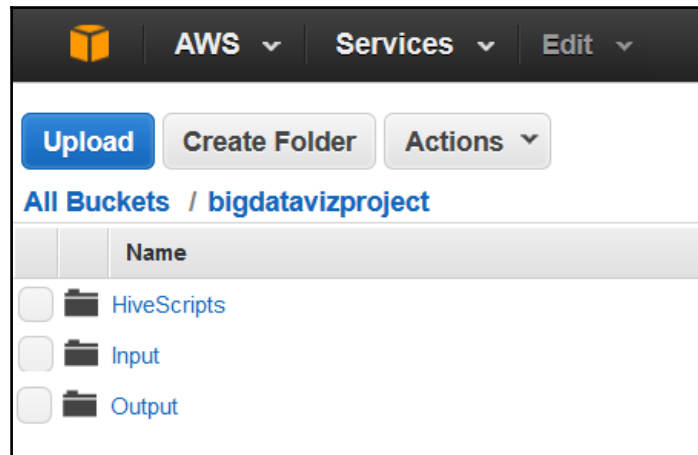 AWS Services Edit
Upload Create Folder Actions
All Buckets / bigdatavizproject
Name
HiveScripts
Input
Output